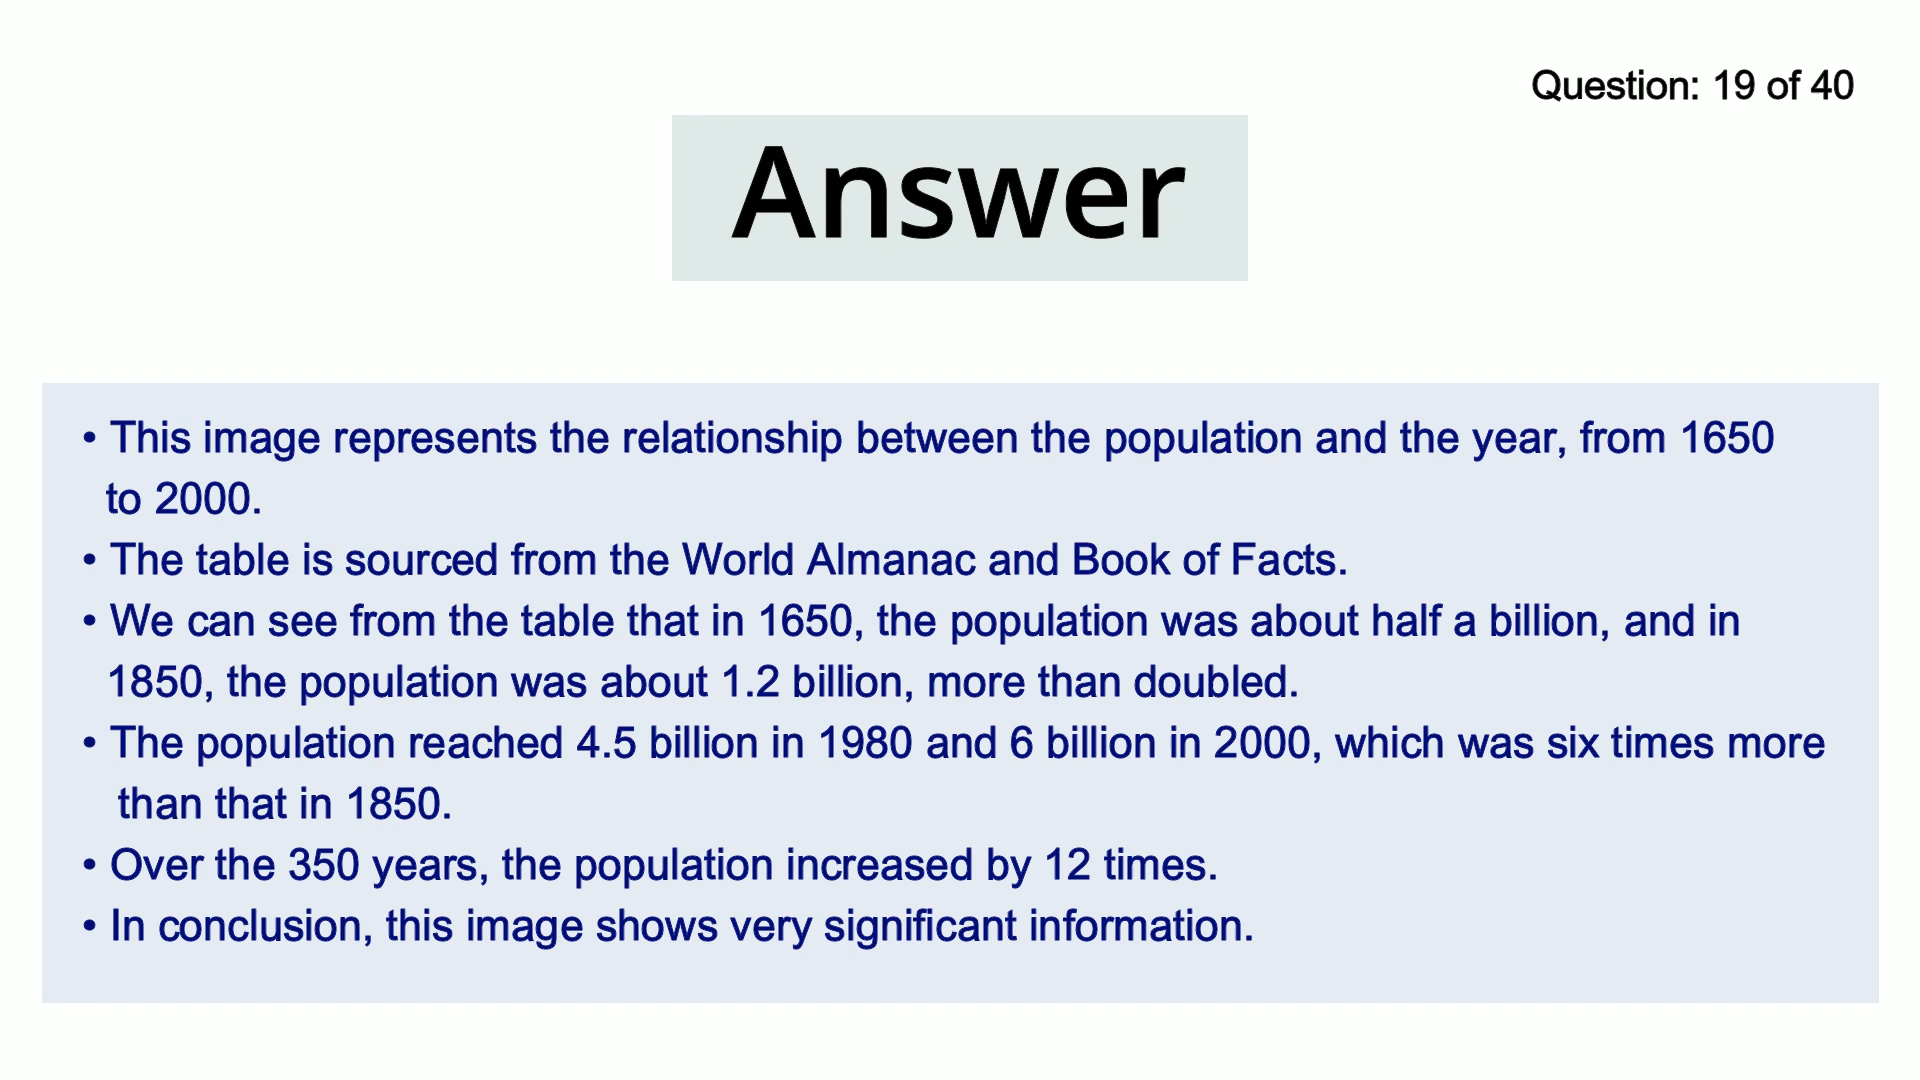 Question: 19 of 40
Answer
• This image represents the relationship between the population and the year, from 1650
to 2000.
• The table is sourced from the World Almanac and Book of Facts.
• We can see from the table that in 1650, the population was about half a billion, and in
1850, the population was about 1.2 billion, more than doubled.
• The population reached 4.5 billion in 1980 and 6 billion in 2000, which was six times more
than that in 1850.
• Over the 350 years, the population increased by 12 times.
• In conclusion, this image shows very significant information.